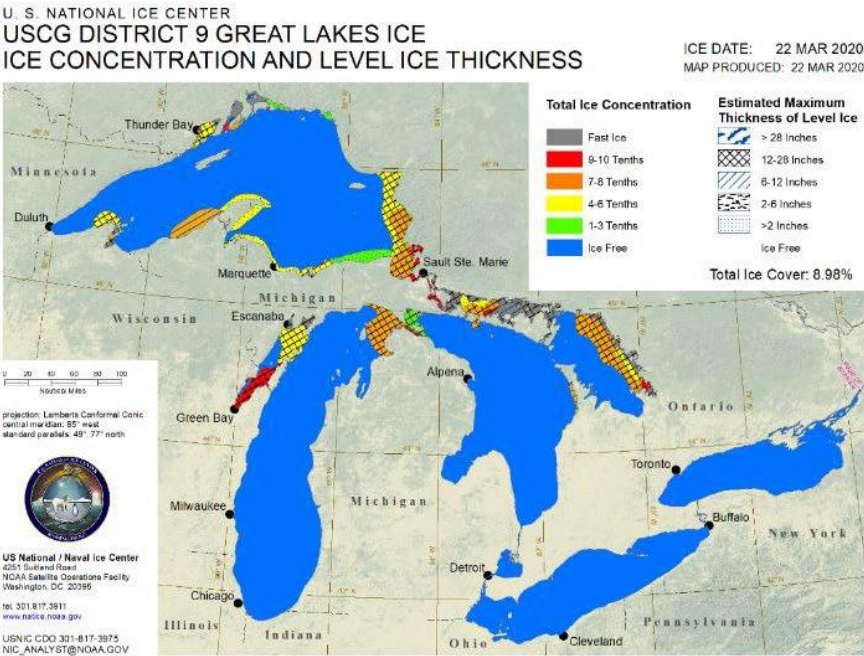 U. S. NATIONAL ICE CENTER
USCG DISTRICT 9 GREAT LAKES ICE
ICE CONCENTRATION AND LEVEL ICE THICKNESS
ICE DATE: 22 MAR 2020
MAP PRODUCED: 22 MAR 2020
Total Ice Concentration
Fast Ice
9-10 Tenths
7-8 Tenths
4-6 Tenths
1-3 Tenths
Ice Free
Estimated Maximum
Thickness of Level Ice
> 28 Inches
12-28 Inches
6-12 Inches
2-6 Inches
>2 Inches
Ice Free
Total Ice Cover: 8.98%
Thunder Bay
Minnesota
Duluth
Marquette
Sault Ste. Marie
Michigan
Wisconsin
Escanaba
Alpena
Green Bay
Ontario
Toronto
Michigan
Milwaukee
Buffalo
New York
Detroit
Chicago
Illinois
Indiana
Ohio
Pennsylvania
Cleveland
0 20 40 60 80 100
Nautical Miles
projection: Lamberts Conformal Conic
central meridian: 85° west
standard parallels: 49°, 77° north
US National / Naval Ice Center
4251 Suitland Road
NOAA Satellite Operations Facility
Washington, DC 20395
tel. 301.817.3911
www.natice.noaa.gov
USNIC CDO 301-817-3975
NIC_ANALYST@NOAA.GOV